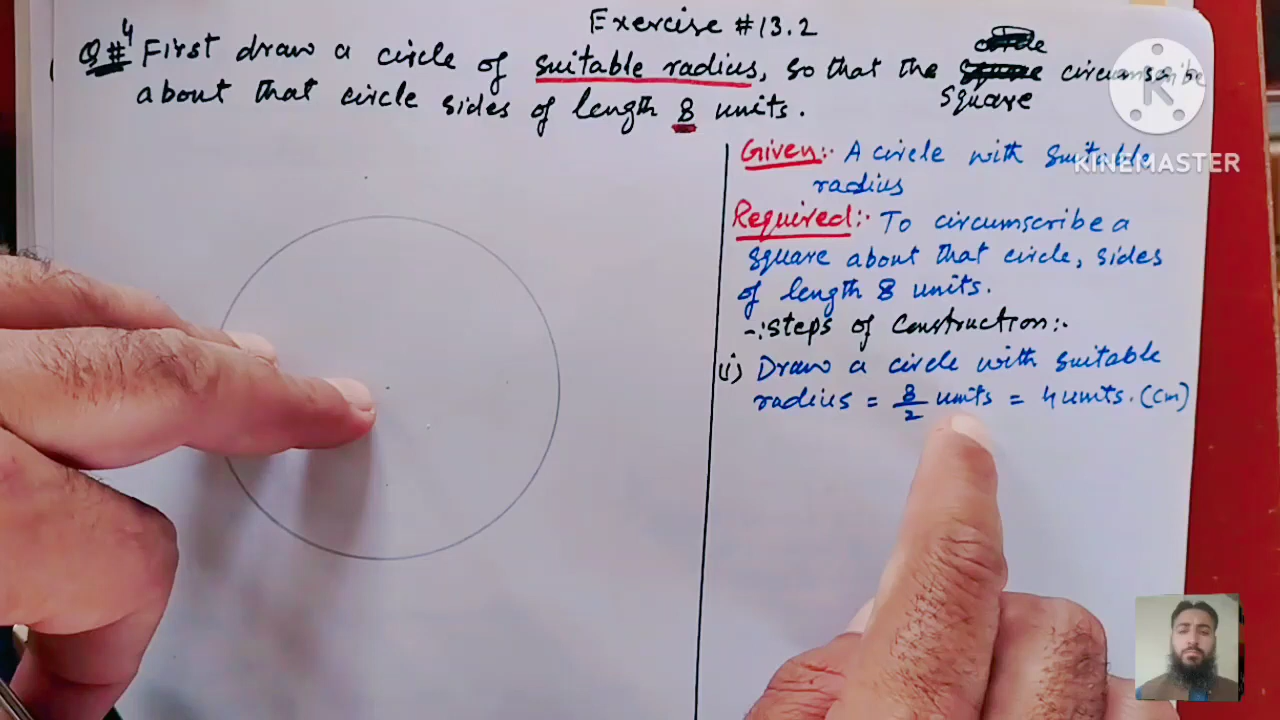 Exercise #13.2
Q#4 First draw a circle of suitable radius, so that the square circumscribe
about that circle sides of length 8 units.
Given:- A circle with suitable
radius
Required:- To circumscribe a
square about that circle, sides
of length 8 units.
-:Steps of Construction:-
(i) Draw a circle with suitable
radius = 8/2 units = 4 units. (cm)
K
KINEMASTER